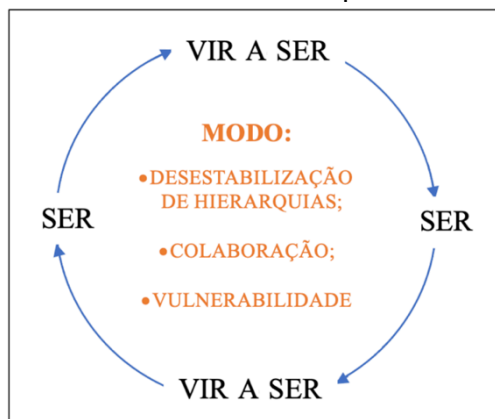 VIR A SER
MODO:
•DESESTABILIZAÇÃO
DE HIERARQUIAS;
SER
SER
•COLABORAÇÃO;
•VULNERABILIDADE
VIR A SER